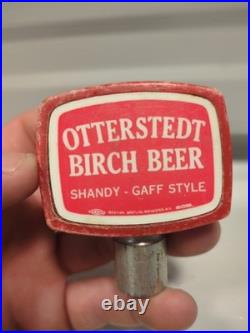 OTTERSTEDT
BIRCH BEER
SHANDY - GAFF STYLE